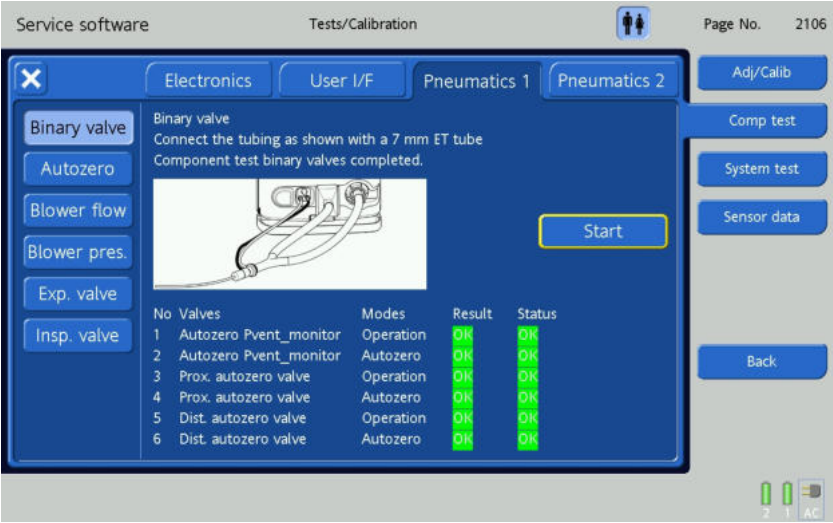 Service software
Tests/Calibration
Page No. 2106
Electronics
User I/F
Pneumatics 1
Pneumatics 2
Adj/Calib
Comp test
System test
Sensor data
Back
Binary valve
Autozero
Blower flow
Blower pres.
Exp. valve
Insp. valve
Binary valve
Connect the tubing as shown with a 7 mm ET tube
Component test binary valves completed.
Start
No Valves Modes Result Status
1 Autozero Pvent_monitor Operation OK OK
2 Autozero Pvent_monitor Autozero OK OK
3 Prox. autozero valve Operation OK OK
4 Prox. autozero valve Autozero OK OK
5 Dist. autozero valve Operation OK OK
6 Dist. autozero valve Autozero OK OK
2 1 AC